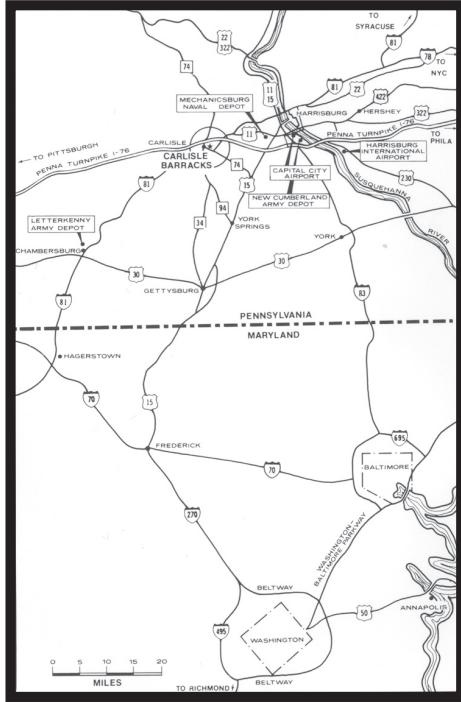 TO
SYRACUSE
22
322
81
78
TO
NYC
74
11
15
81
22
422
MECHANICSBURG
NAVAL DEPOT
HARRISBURG
HERSHEY
322
PENNA TURNPIKE I-76
TO
PHILA
TO PITTSBURGH
PENNA TURNPIKE I-76
CARLISLE
11
CARLISLE
BARRACKS
HARRISBURG
INTERNATIONAL
AIRPORT
74
15
CAPITAL CITY
AIRPORT
SUSQUEHANNA
RIVER
230
81
NEW CUMBERLAND
ARMY DEPOT
LETTERKENNY
ARMY DEPOT
94
34
YORK
SPRINGS
YORK
CHAMBERSBURG
30
30
GETTYSBURG
81
83
PENNSYLVANIA
MARYLAND
HAGERSTOWN
70
15
FREDERICK
695
70
BALTIMORE
270
WASHINGTON-
BALTIMORE PARKWAY
BELTWAY
50
ANNAPOLIS
495
WASHINGTON
BELTWAY
0 5 10 15 20
MILES
TO RICHMOND